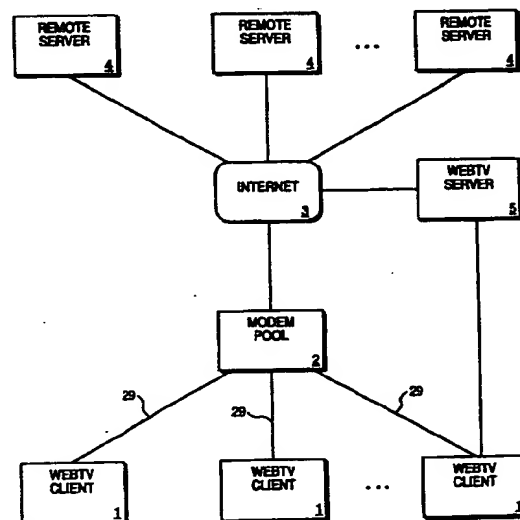 REMOTE
SERVER
4
REMOTE
SERVER
4
...
REMOTE
SERVER
4
INTERNET
3
WEBTV
SERVER
5
MODEM
POOL
2
29
29
29
WEBTV
CLIENT
1
WEBTV
CLIENT
1
...
WEBTV
CLIENT
1